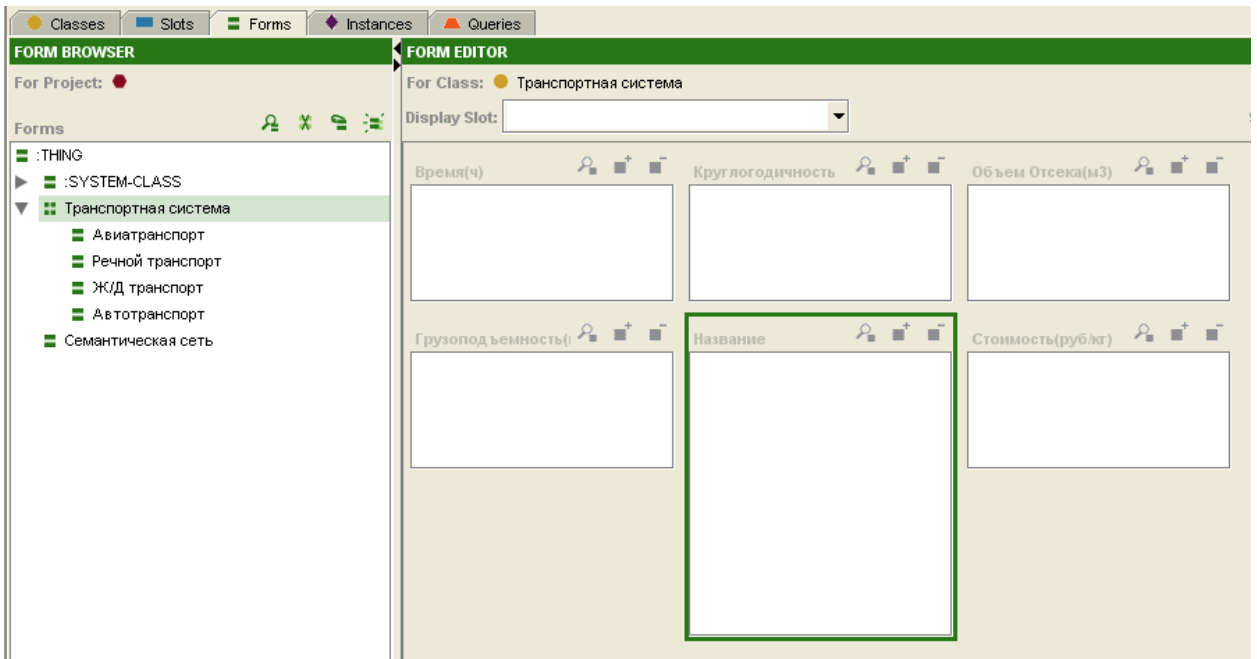 Classes Slots Forms Instances Queries
FORM BROWSER
For Project:
Forms
:THING
:SYSTEM-CLASS
Транспортная система
Авиатранспорт
Речной транспорт
Ж/Д транспорт
Автотранспорт
Семантическая сеть
FORM EDITOR
For Class: Транспортная система
Display Slot:
Время(ч) Круглогодичность Объем Отсека(м3)
Грузоподъемность( Название Стоимость(руб/кг)